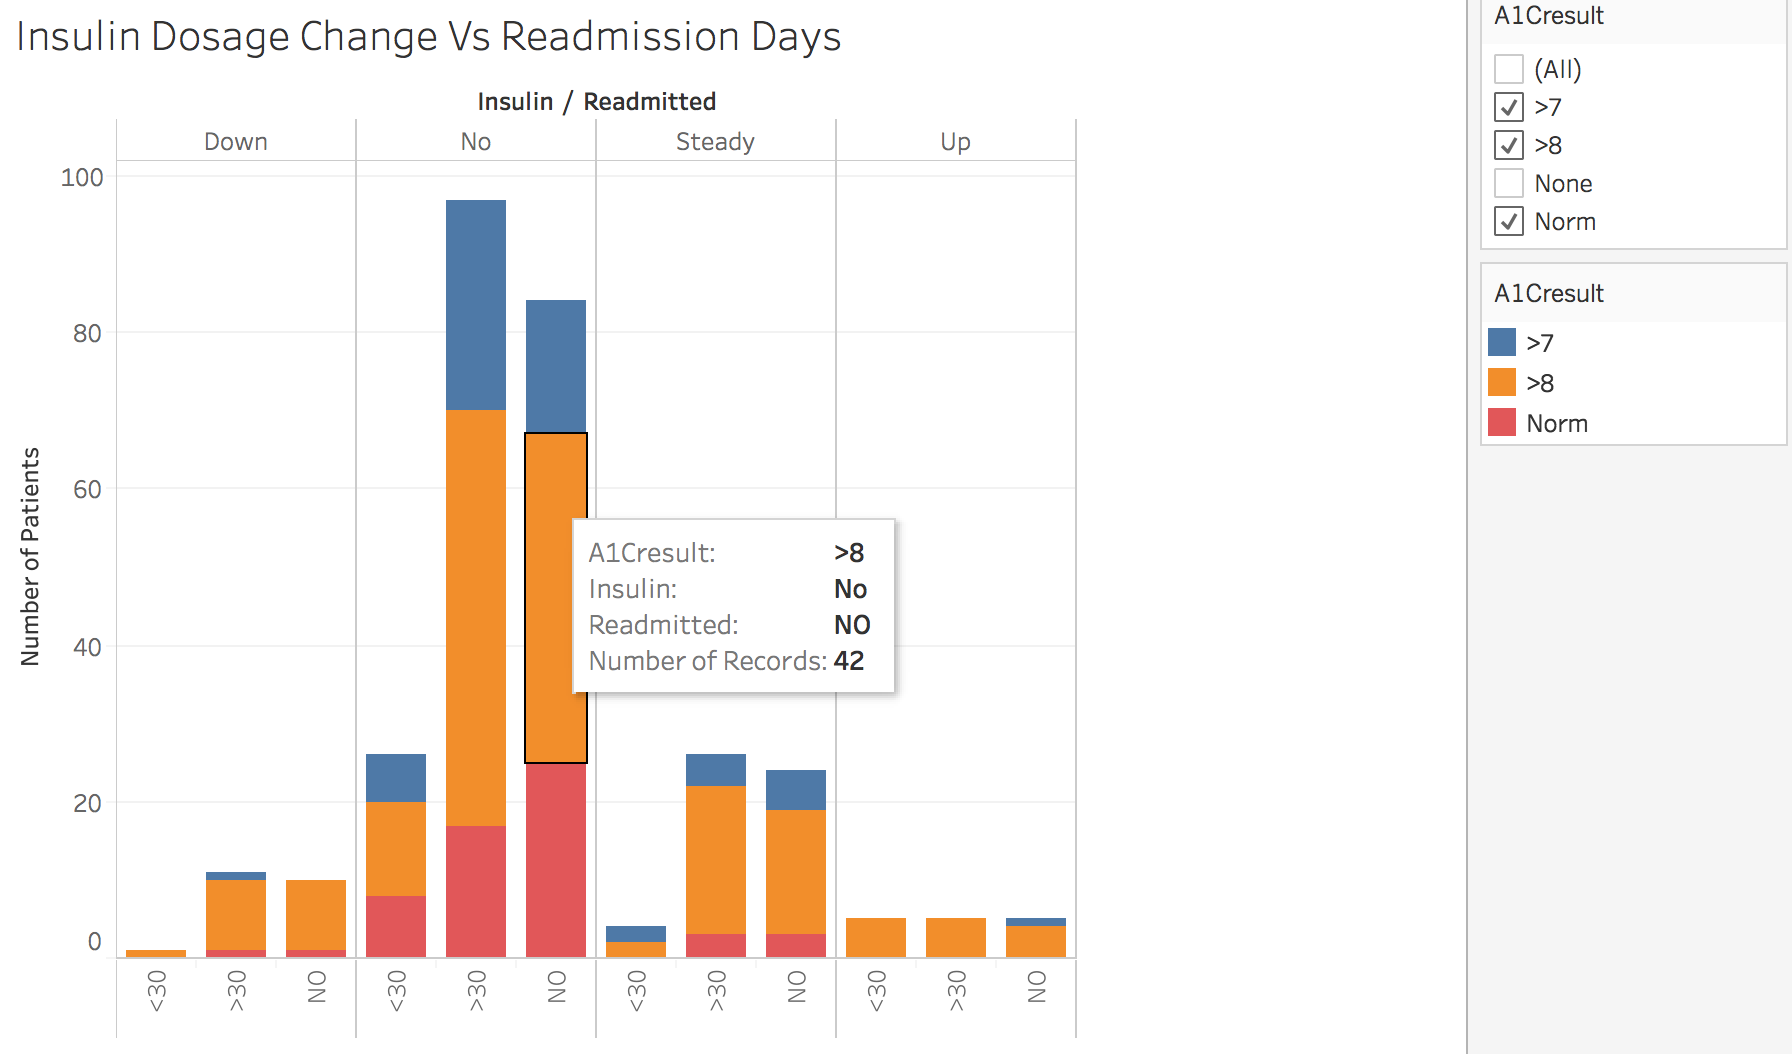 Insulin Dosage Change Vs Readmission Days
Insulin / Readmitted
Down No Steady Up
Number of Patients
100
80
60
40
20
0
A1Cresult: >8
Insulin: No
Readmitted: NO
Number of Records: 42
<30 >30 NO <30 >30 NO <30 >30 NO <30 >30 NO
A1Cresult
(All)
>7
>8
None
Norm
A1Cresult
>7
>8
Norm